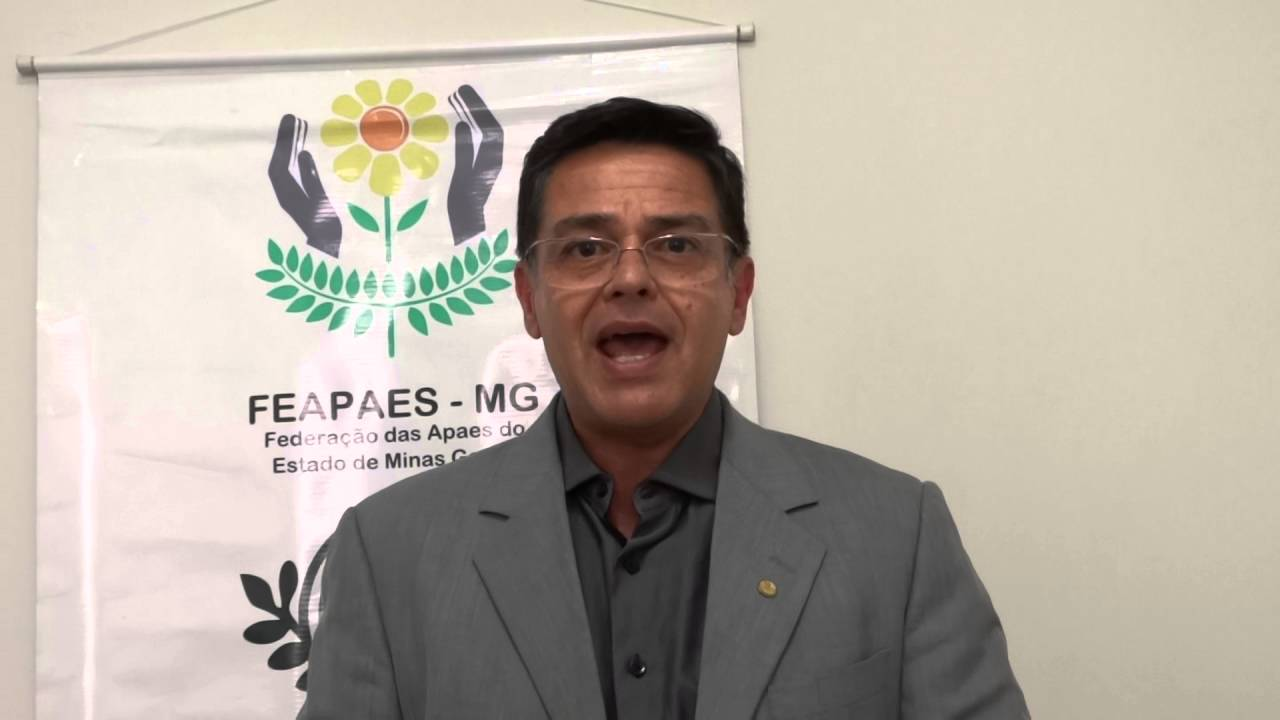 FEAPAES - MG
Federação das Apaes do
Estado de Minas